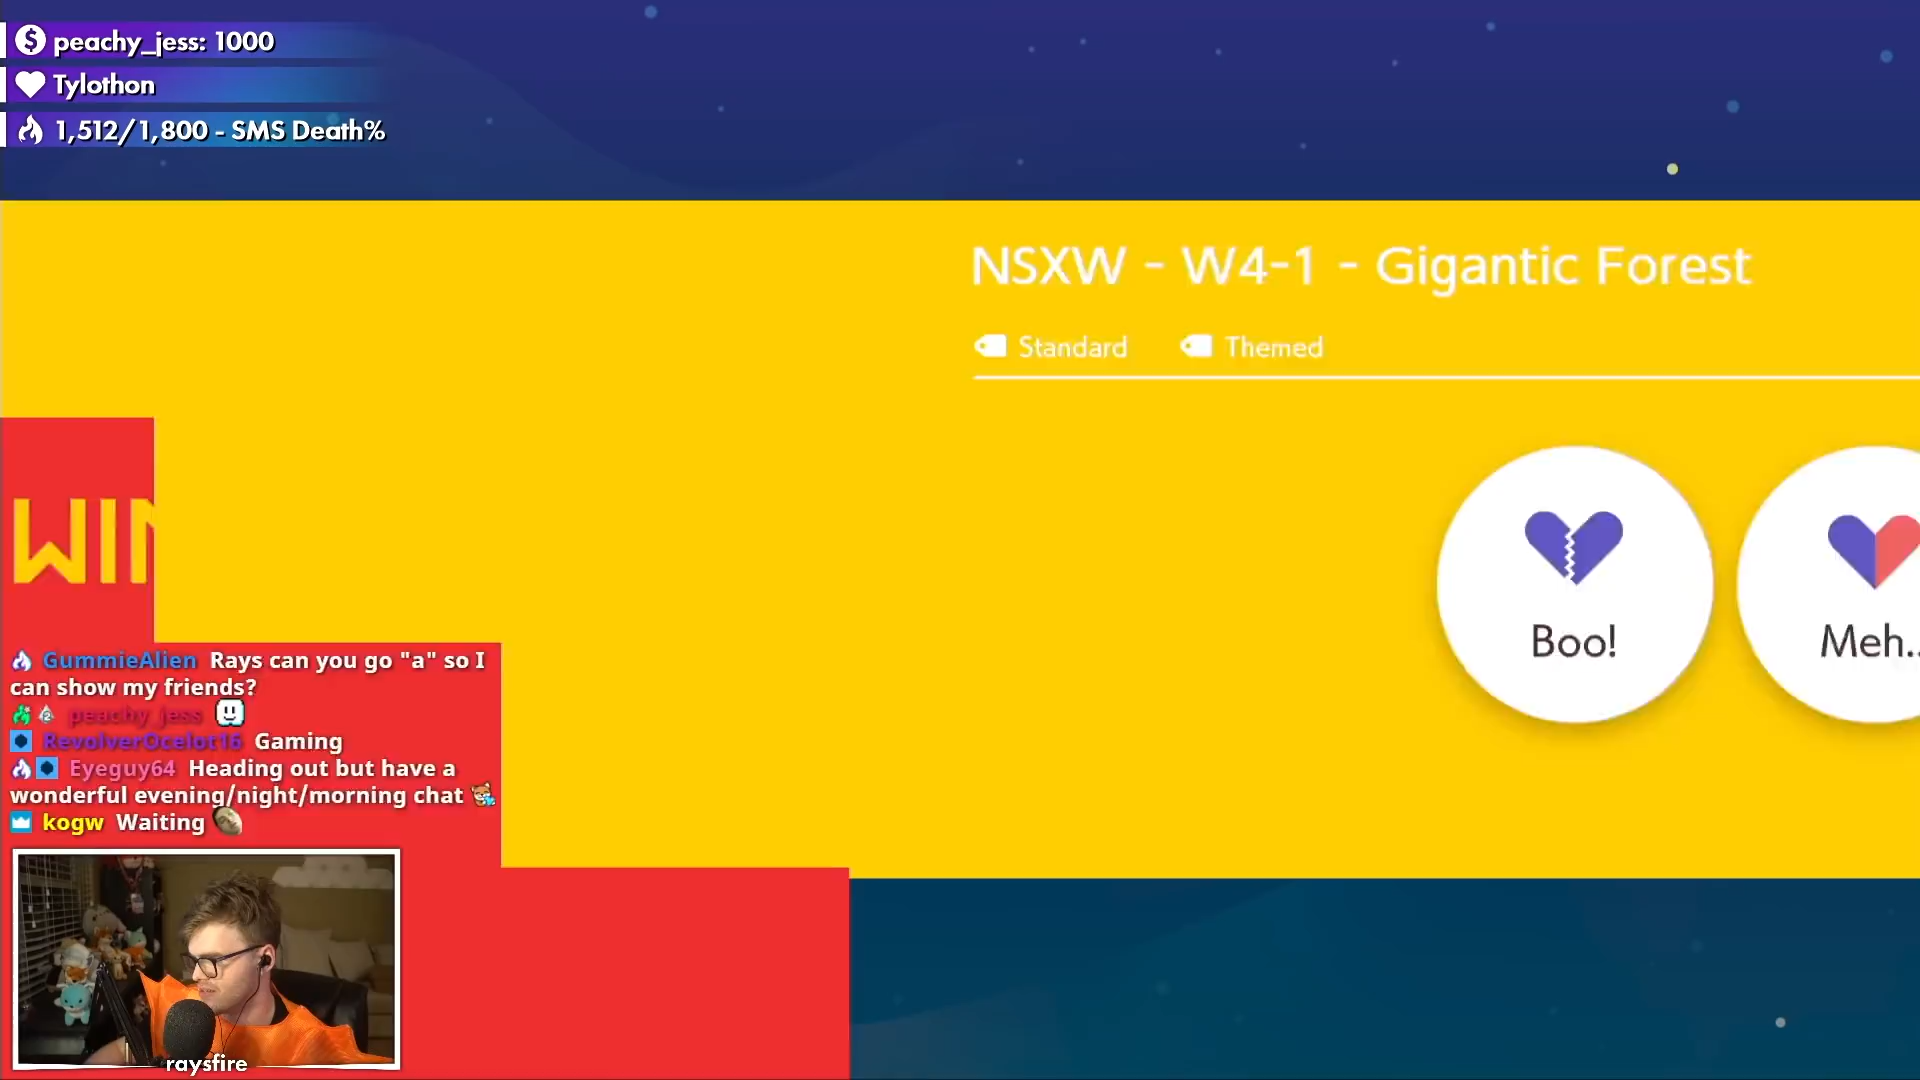 peachy_jess: 1000
Tylothon
1,512/1,800 - SMS Death%
NSXW - W4-1 - Gigantic Forest
Standard Themed
Boo!
Meh..
GummieAlien Rays can you go "a" so I
can show my friends?
peachy_jess
RevolverOcelot16 Gaming
Eyeguy64 Heading out but have a
wonderful evening/night/morning chat
kogw Waiting
raysfire